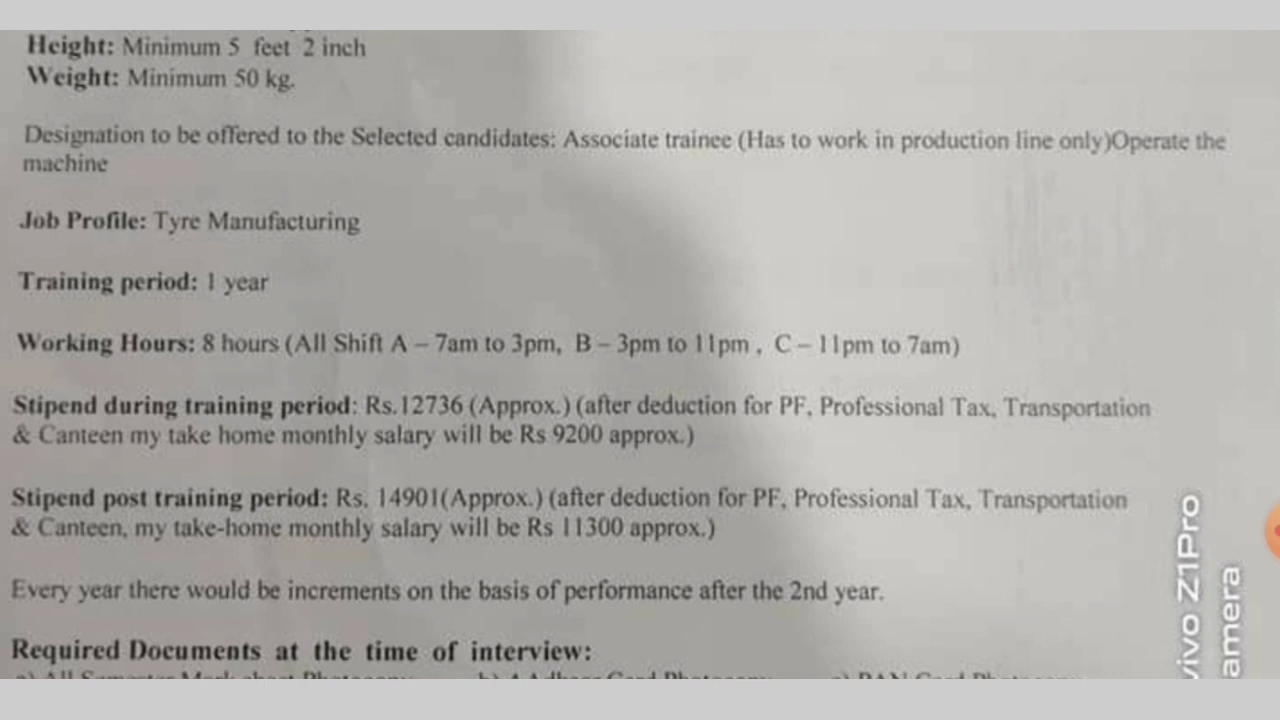 Height: Minimum 5 feet 2 inch
Weight: Minimum 50 kg.
Designation to be offered to the Selected candidates: Associate trainee (Has to work in production line only)Operate the
machine
Job Profile: Tyre Manufacturing
Training period: 1 year
Working Hours: 8 hours (All Shift A – 7am to 3pm, B – 3pm to 11pm , C – 11pm to 7am)
Stipend during training period: Rs.12736 (Approx.) (after deduction for PF, Professional Tax, Transportation
& Canteen my take home monthly salary will be Rs 9200 approx.)
Stipend post training period: Rs. 14901(Approx.) (after deduction for PF, Professional Tax, Transportation
& Canteen, my take-home monthly salary will be Rs 11300 approx.)
Every year there would be increments on the basis of performance after the 2nd year.
Required Documents at the time of interview:
vivo Z1Pro
amera